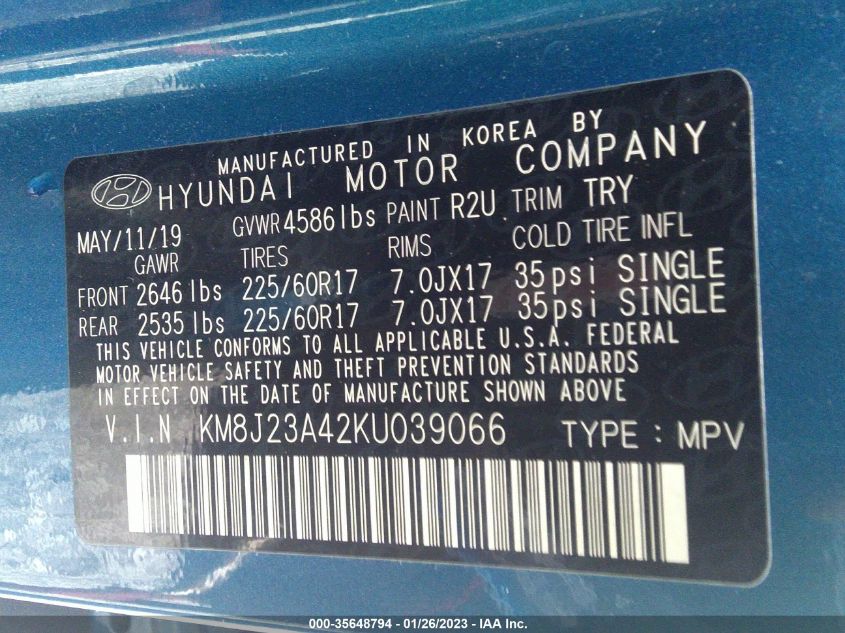 MANUFACTURED IN KOREA BY
HYUNDAI MOTOR COMPANY
MAY/11/19 GVWR 4586 lbs PAINT R2U TRIM TRY
GAWR TIRES RIMS COLD TIRE INFL
FRONT 2646 lbs 225/60R17 7.0JX17 35psi SINGLE
REAR 2535 lbs 225/60R17 7.0JX17 35psi SINGLE
THIS VEHICLE CONFORMS TO ALL APPLICABLE U.S.A. FEDERAL
MOTOR VEHICLE SAFETY AND THEFT PREVENTION STANDARDS
IN EFFECT ON THE DATE OF MANUFACTURE SHOWN ABOVE
V.I.N KM8J23A42KU039066 TYPE : MPV
000-35648794 - 01/26/2023 - IAA Inc.